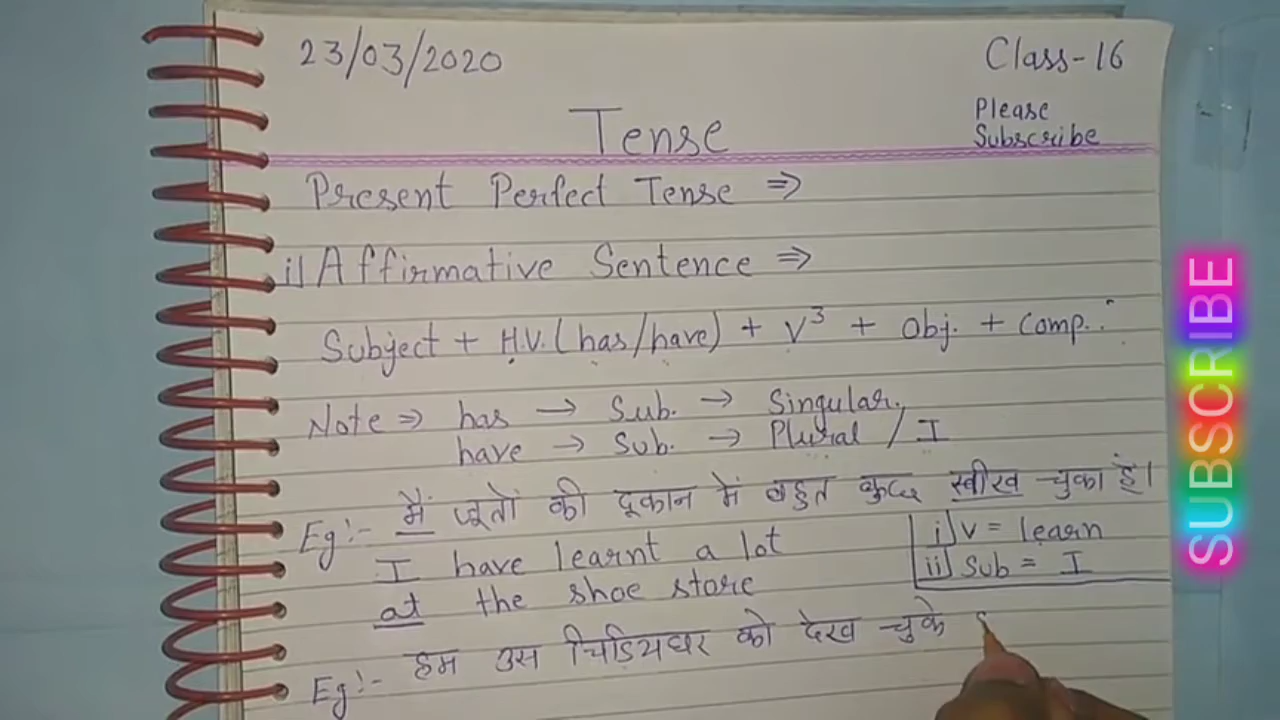 23/03/2020
Class-16
Please
Subscribe
Tense
Present Perfect Tense ⇒
i) Affirmative Sentence ⇒
Subject + H.V. (has/have) + V³ + Obj. + Comp.
Note ⇒ has → Sub. → Singular.
have → Sub. → Plural / I
Eg:- मैं जूतों की दूकान में बहुत कुछ सीख चुका हूं।
I have learnt a lot
at the shoe store
i) V = learn
ii) Sub = I
Eg:- हम उस चिड़ियघर को देख चुके
SUBSCRIBE